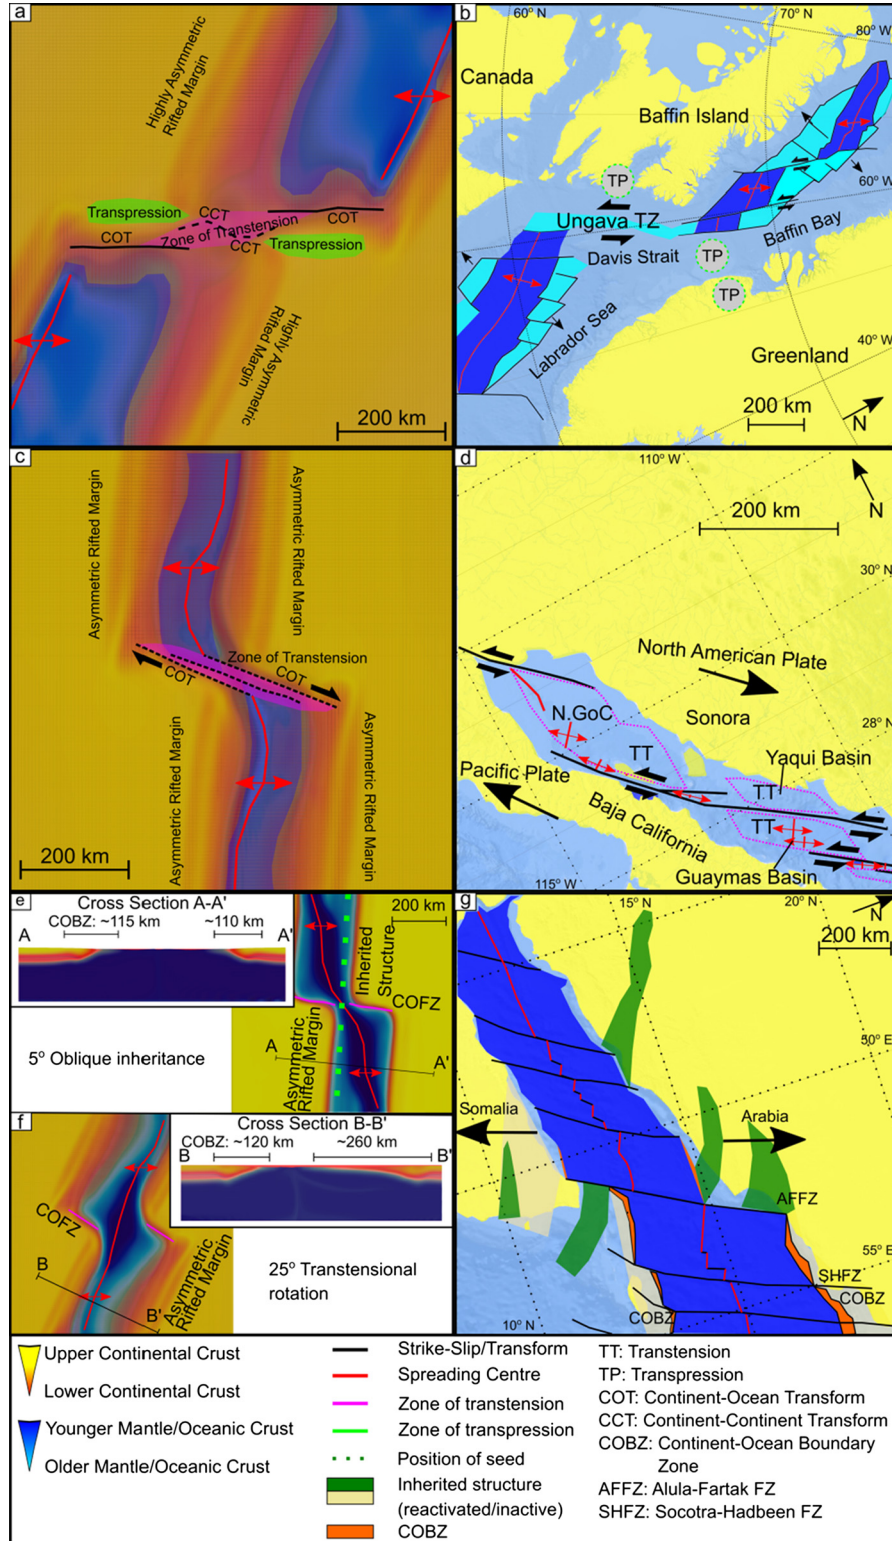 a
Highly Asymmetric
Rifted Margin
Transpression
CCT
COT
COT
Zone of Transtension
CCT
Transpression
Highly Asymmetric
Rifted Margin
200 km
b
60° N
70° N
80° W
Canada
Baffin Island
TP
60° W
Ungava TZ
Baffin Bay
Davis Strait
TP
TP
Labrador Sea
40° W
Greenland
200 km
N
c
Asymmetric Rifted Margin
Asymmetric Rifted Margin
Zone of Transtension
COT
COT
Asymmetric Rifted Margin
Asymmetric Rifted Margin
200 km
d
110° W
N
200 km
30° N
North American Plate
N.GoC
Sonora
28° N
TT
Yaqui Basin
Pacific Plate
TT
Baja California
TT
Guaymas Basin
115° W
e
Cross Section A-A'
COBZ: ~115 km
~110 km
A
A'
200 km
Inherited
Structure
COFZ
Asymmetric
Rifted Margin
A
A'
5° Oblique inheritance
f
Cross Section B-B'
COBZ: ~120 km
~260 km
B
B'
COFZ
Asymmetric
Rifted Margin
B
B'
25° Transtensional
rotation
g
15° N
20° N
N
200 km
50° E
Somalia
Arabia
AFFZ
55° E
SHFZ
COBZ
COBZ
10° N
Upper Continental Crust
Lower Continental Crust
Younger Mantle/Oceanic Crust
Older Mantle/Oceanic Crust
Strike-Slip/Transform
Spreading Centre
Zone of transtension
Zone of transpression
Position of seed
Inherited structure
(reactivated/inactive)
COBZ
TT: Transtension
TP: Transpression
COT: Continent-Ocean Transform
CCT: Continent-Continent Transform
COBZ: Continent-Ocean Boundary
Zone
AFFZ: Alula-Fartak FZ
SHFZ: Socotra-Hadbeen FZ